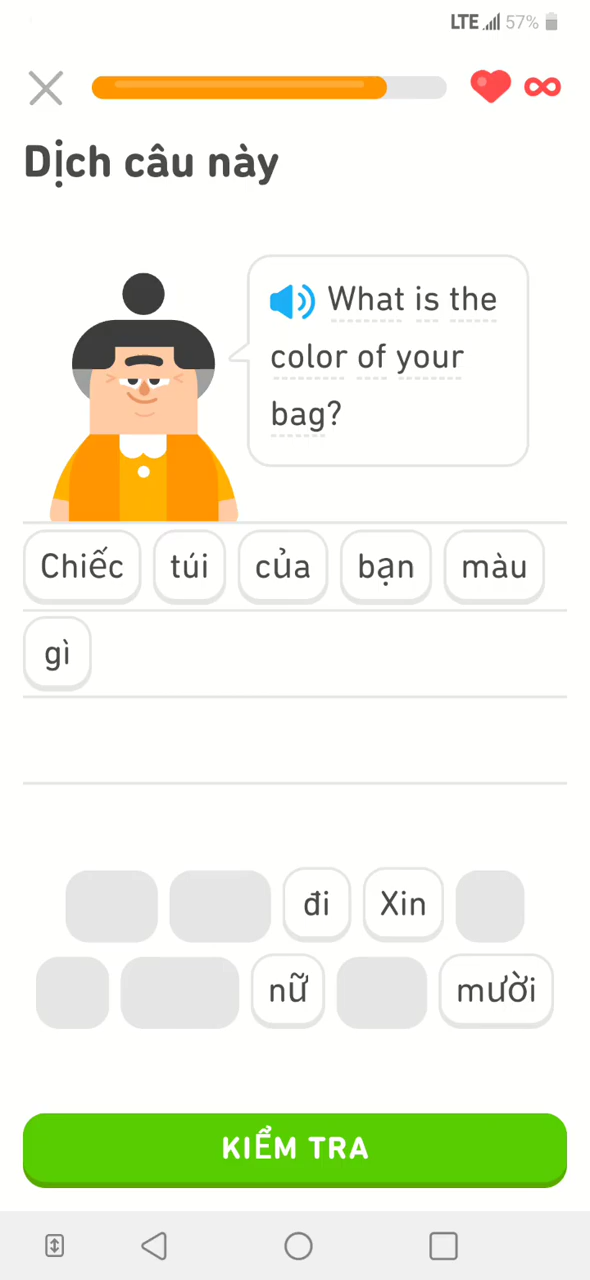 LTE 57%
Dịch câu này
What is the
color of your
bag?
Chiếc túi của bạn màu
gì
đi Xin
nữ mười
KIỂM TRA